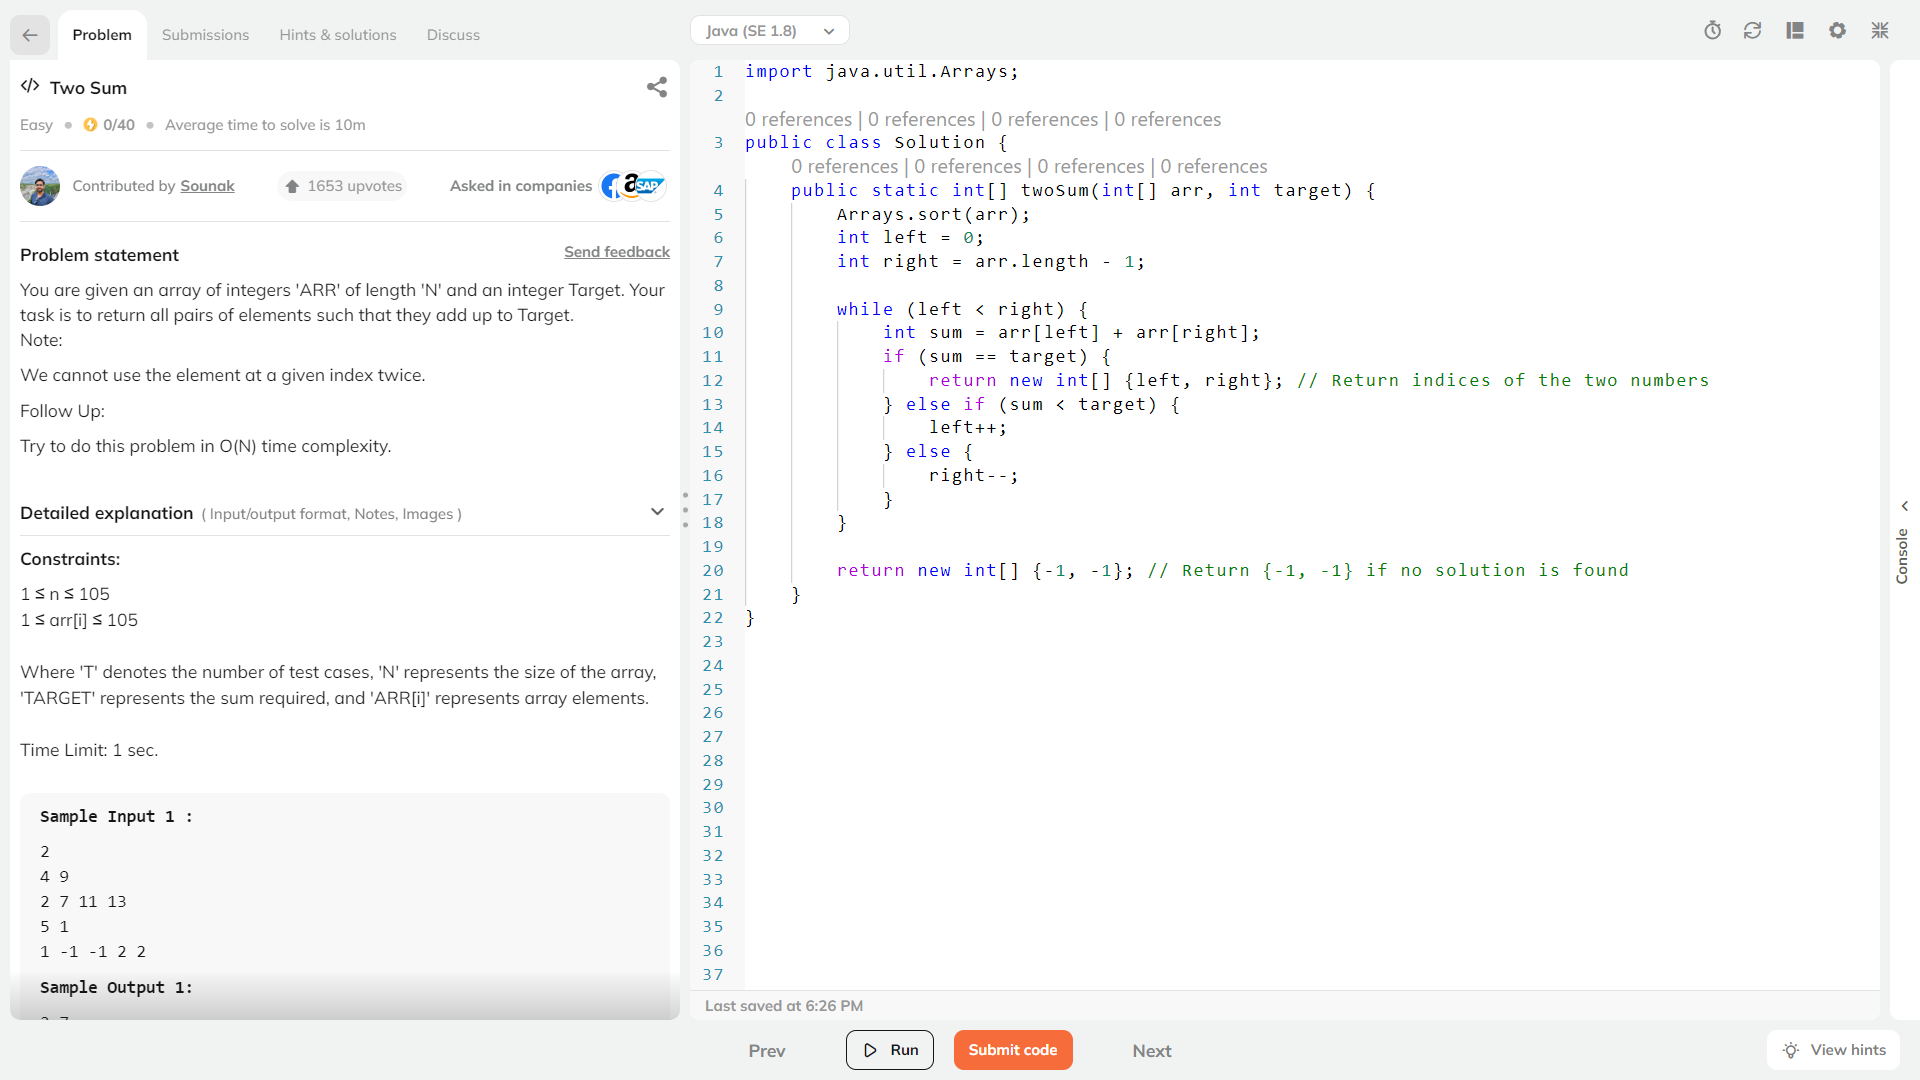 Problem
Submissions
Hints & solutions
Discuss
Java (SE 1.8)
</> Two Sum
Easy • 0/40 • Average time to solve is 10m
Contributed by Sounak
1653 upvotes
Asked in companies
a
SAP
Problem statement
Send feedback
You are given an array of integers 'ARR' of length 'N' and an integer Target. Your
task is to return all pairs of elements such that they add up to Target.
Note:
We cannot use the element at a given index twice.
Follow Up:
Try to do this problem in O(N) time complexity.
Detailed explanation ( Input/output format, Notes, Images )
Constraints:
1 ≤ n ≤ 105
1 ≤ arr[i] ≤ 105
Where 'T' denotes the number of test cases, 'N' represents the size of the array,
'TARGET' represents the sum required, and 'ARR[i]' represents array elements.
Time Limit: 1 sec.
Sample Input 1 :
2
4 9
2 7 11 13
5 1
1 -1 -1 2 2
Sample Output 1:
1 import java.util.Arrays;
2
0 references | 0 references | 0 references | 0 references
3 public class Solution {
0 references | 0 references | 0 references | 0 references
4 public static int[] twoSum(int[] arr, int target) {
5 Arrays.sort(arr);
6 int left = 0;
7 int right = arr.length - 1;
8
9 while (left < right) {
10 int sum = arr[left] + arr[right];
11 if (sum == target) {
12 return new int[] {left, right}; // Return indices of the two numbers
13 } else if (sum < target) {
14 left++;
15 } else {
16 right--;
17 }
18 }
19
20 return new int[] {-1, -1}; // Return {-1, -1} if no solution is found
21 }
22 }
23
24
25
26
27
28
29
30
31
32
33
34
35
36
37
Last saved at 6:26 PM
Console
Prev
Run
Submit code
Next
View hints